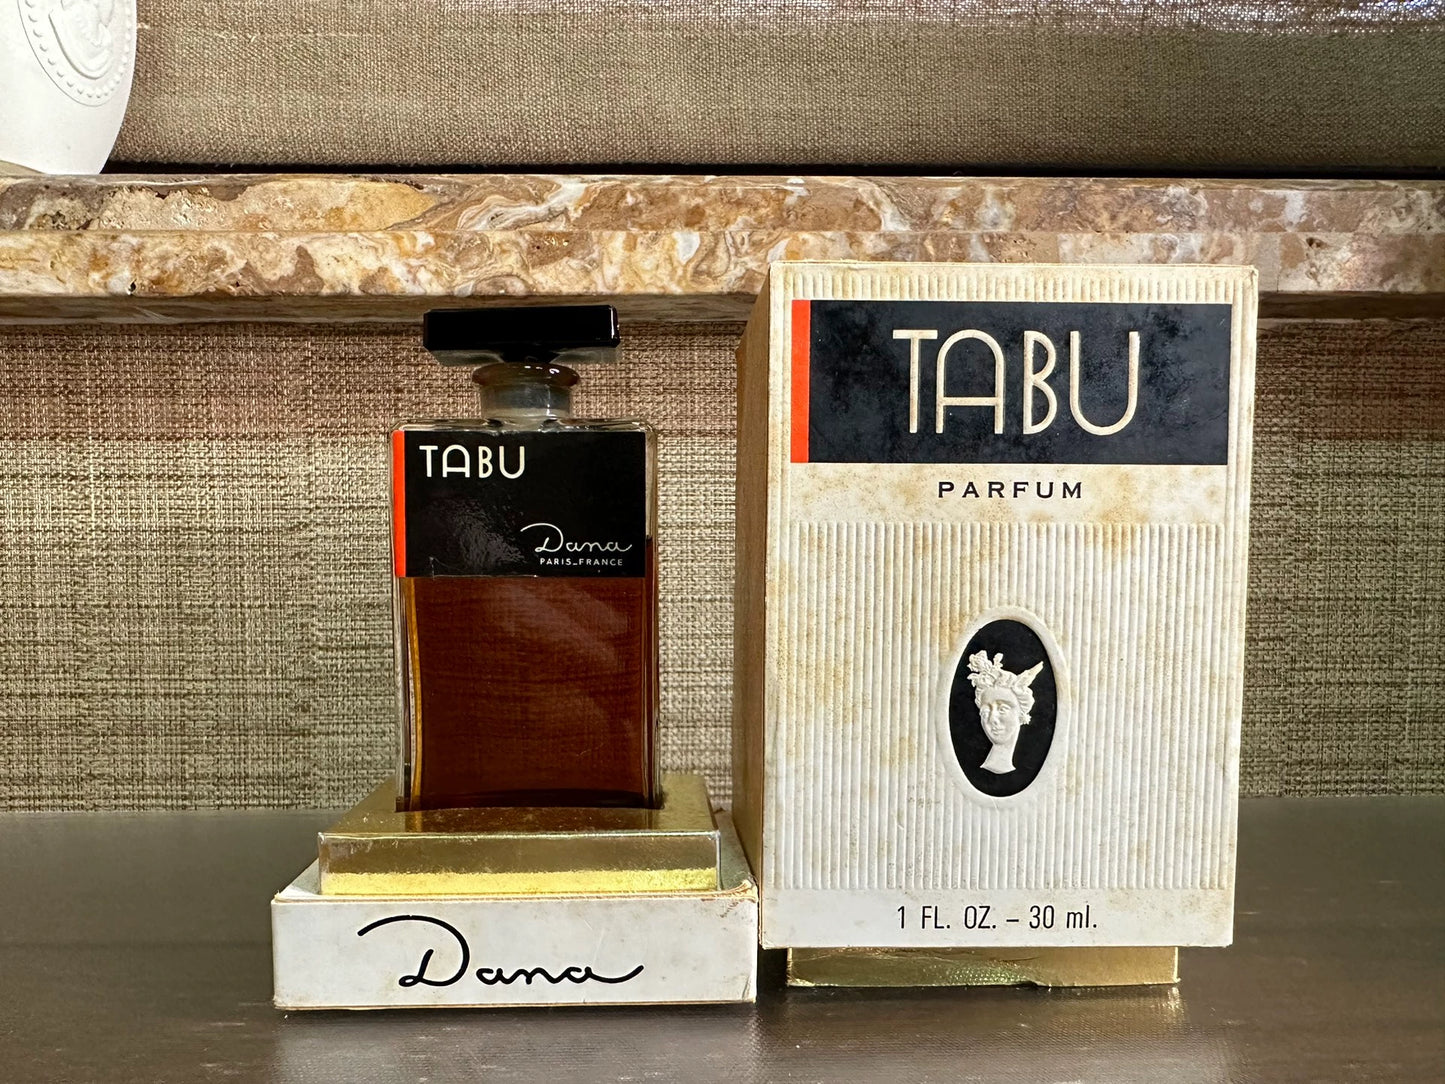 TABU
Dana
PARIS_FRANCE
Dana
TABU
PARFUM
1 FL. OZ. – 30 ml.